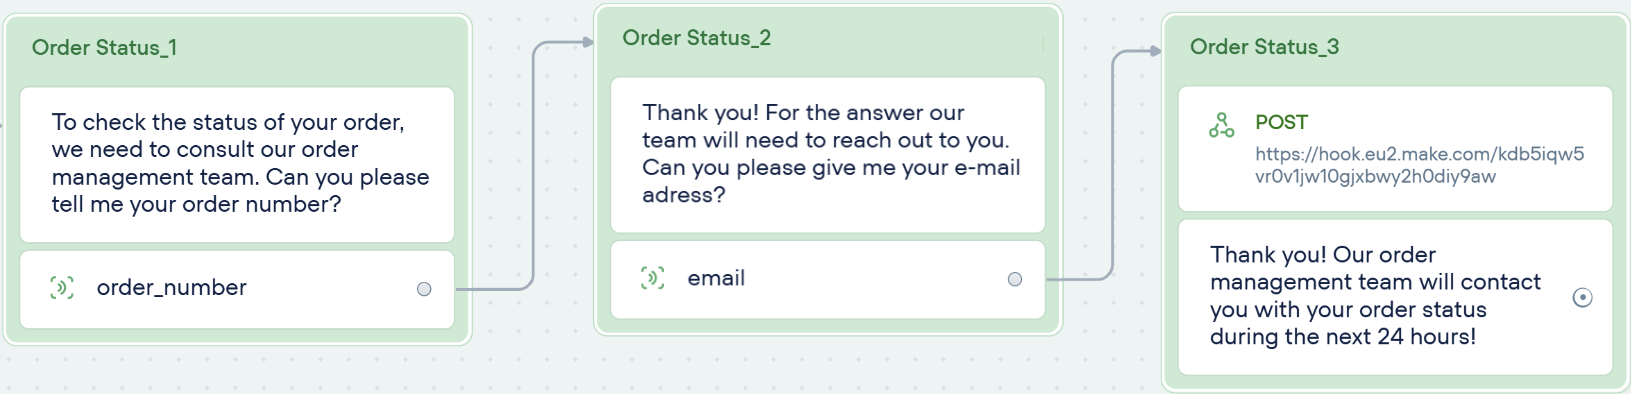 Order Status_1
To check the status of your order,
we need to consult our order
management team. Can you please
tell me your order number?
order_number
Order Status_2
Thank you! For the answer our
team will need to reach out to you.
Can you please give me your e-mail
adress?
email
Order Status_3
POST
https://hook.eu2.make.com/kdb5iqw5
vr0v1jw10gjxbwy2h0diy9aw
Thank you! Our order
management team will contact
you with your order status
during the next 24 hours!